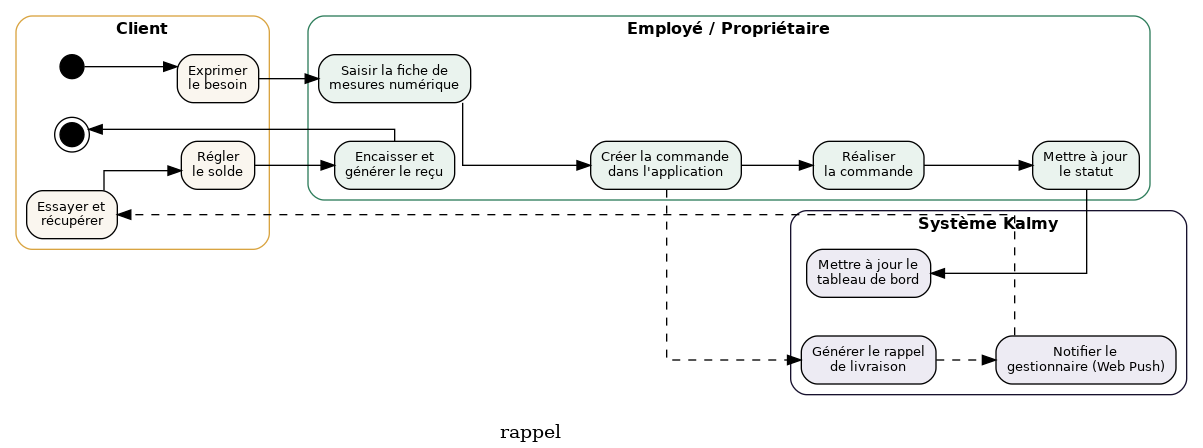 Client
Employé / Propriétaire
Exprimer
le besoin
Saisir la fiche de
mesures numérique
Régler
le solde
Encaisser et
générer le reçu
Créer la commande
dans l'application
Réaliser
la commande
Mettre à jour
le statut
Essayer et
récupérer
Système Kalmy
Mettre à jour le
tableau de bord
Générer le rappel
de livraison
Notifier le
gestionnaire (Web Push)
rappel